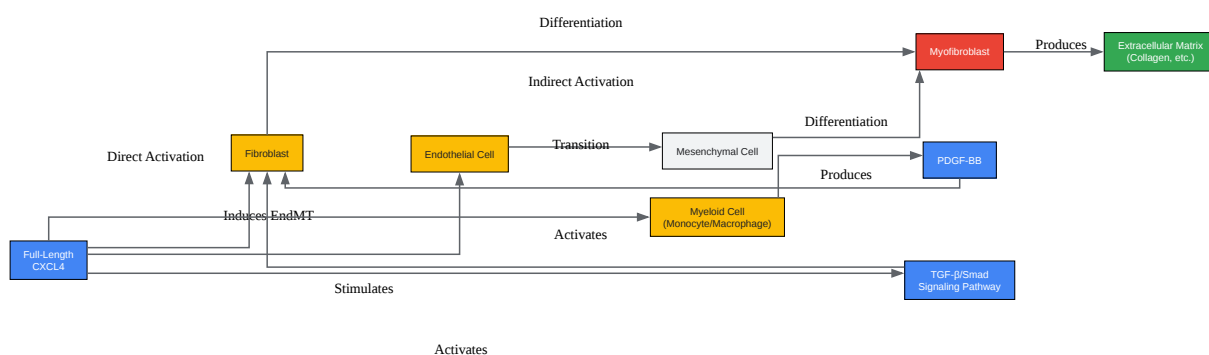 Differentiation
Myofibroblast
Produces
Extracellular Matrix
(Collagen, etc.)
Indirect Activation
Differentiation
Direct Activation
Fibroblast
Endothelial Cell
Transition
Mesenchymal Cell
PDGF-BB
Produces
Induces EndMT
Myeloid Cell
(Monocyte/Macrophage)
Activates
Full-Length
CXCL4
TGF-β/Smad
Signaling Pathway
Stimulates
Activates